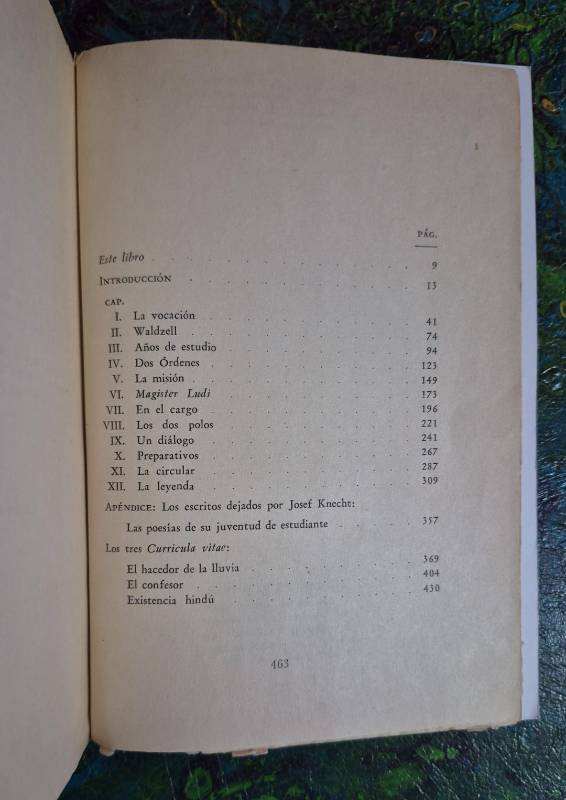 PÁG.
Este libro . . . . . . . . . . . . 9
INTRODUCCIÓN . . . . . . . . . . 13
CAP.
I. La vocación . . . . . . . . . . 41
II. Waldzell . . . . . . . . . . 74
III. Años de estudio . . . . . . . . . 94
IV. Dos Órdenes . . . . . . . . . . 123
V. La misión . . . . . . . . . . 149
VI. Magister Ludi . . . . . . . . . 173
VII. En el cargo . . . . . . . . . . 196
VIII. Los dos polos . . . . . . . . . 221
IX. Un diálogo . . . . . . . . . . 241
X. Preparativos . . . . . . . . . . 267
XI. La circular . . . . . . . . . . 287
XII. La leyenda . . . . . . . . . . 309
APÉNDICE: Los escritos dejados por Josef Knecht:
Las poesías de su juventud de estudiante . . . . 357
Los tres Curricula vitae:
El hacedor de la lluvia . . . . . . . . 369
El confesor . . . . . . . . . . 404
Existencia hindú . . . . . . . . . 430
463